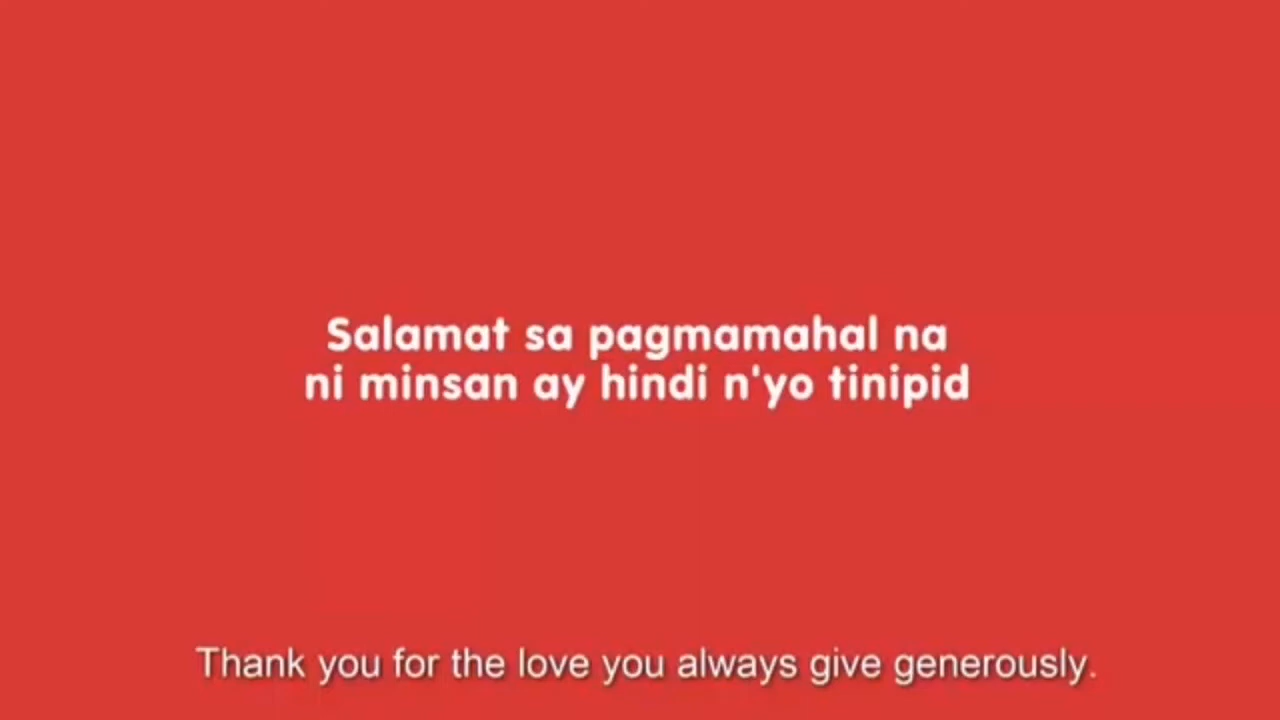 Salamat sa pagmamahal na
ni minsan ay hindi n'yo tinipid
Thank you for the love you always give generously.